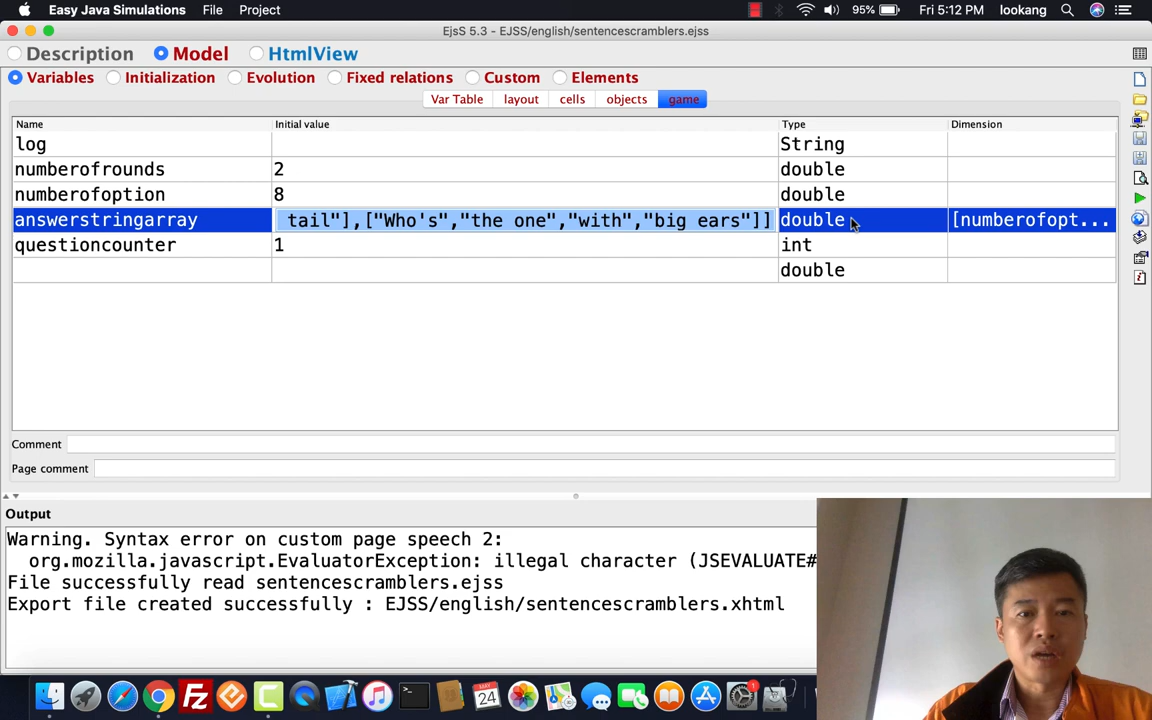 Easy Java Simulations File Project 95% Fri 5:12 PM lookang
EjsS 5.3 - EJSS/english/sentencescramblers.ejss
Description Model HtmlView
Variables Initialization Evolution Fixed relations Custom Elements
Var Table layout cells objects game
Name Initial value Type Dimension
log String
numberofrounds 2 double
numberofoption 8 double
answerstringarray tail"],["Who's","the one","with","big ears"]] double [numberofopt...
questioncounter 1 int
double
Comment
Page comment
Output
Warning. Syntax error on custom page speech 2:
org.mozilla.javascript.EvaluatorException: illegal character (JSEVALUATE#
File successfully read sentencescramblers.ejss
Export file created successfully : EJSS/english/sentencescramblers.xhtml
MAY
24
1